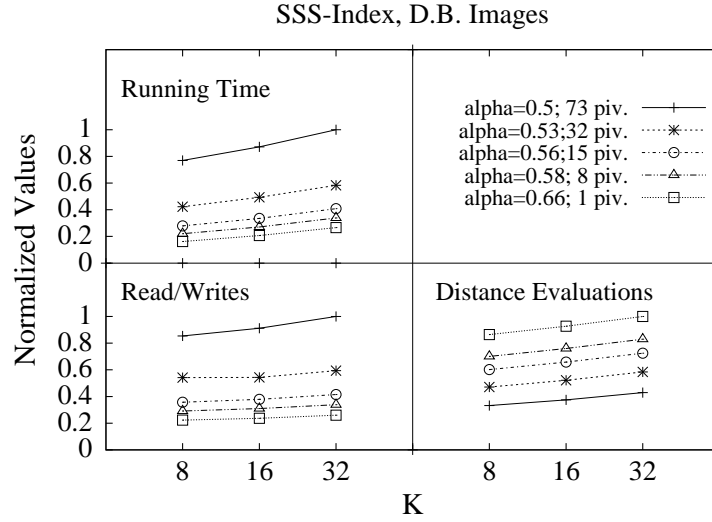 SSS-Index, D.B. Images
Normalized Values
Running Time
1
0.8
0.6
0.4
0.2
0
alpha=0.5; 73 piv.
alpha=0.53;32 piv.
alpha=0.56;15 piv.
alpha=0.58; 8 piv.
alpha=0.66; 1 piv.
Read/Writes
1
0.8
0.6
0.4
0.2
0
8 16 32
Distance Evaluations
8 16 32
K